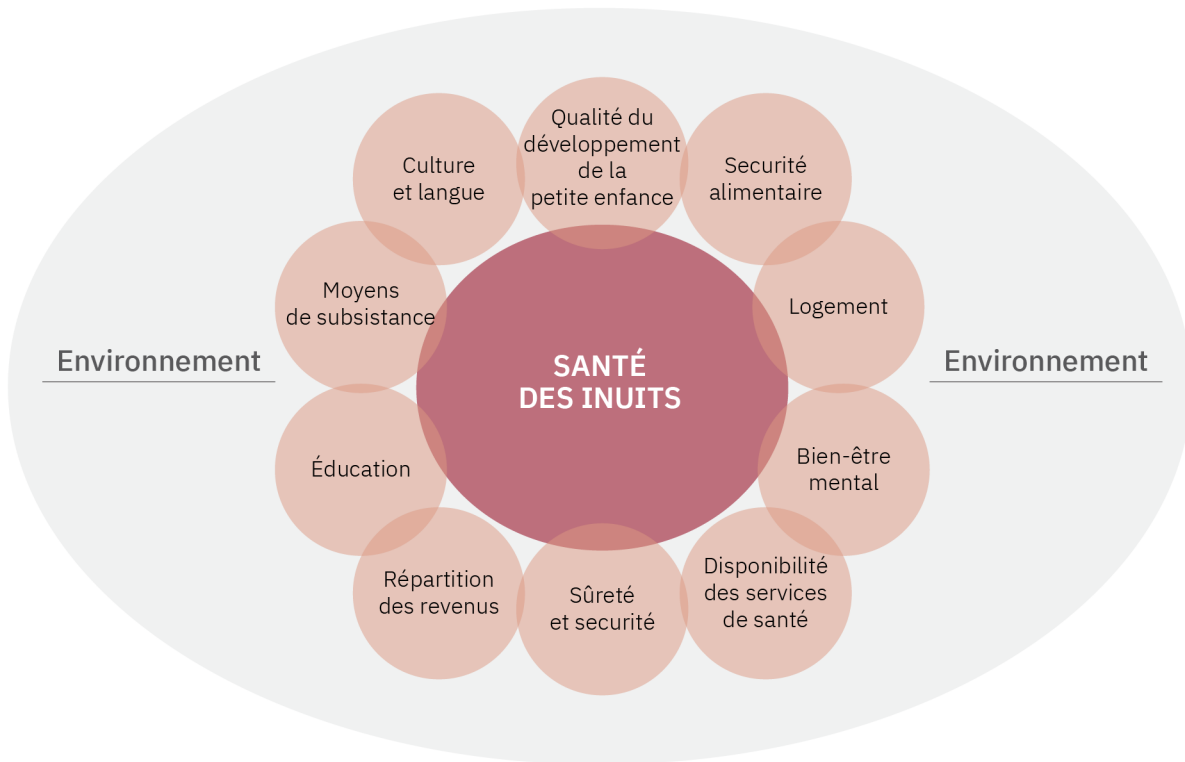 Qualité du
développement
de la
petite enfance
Culture
et langue
Securité
alimentaire
Moyens
de subsistance
Logement
Environnement
SANTÉ
DES INUITS
Environnement
Éducation
Bien-être
mental
Répartition
des revenus
Sûreté
et securité
Disponibilité
des services
de santé